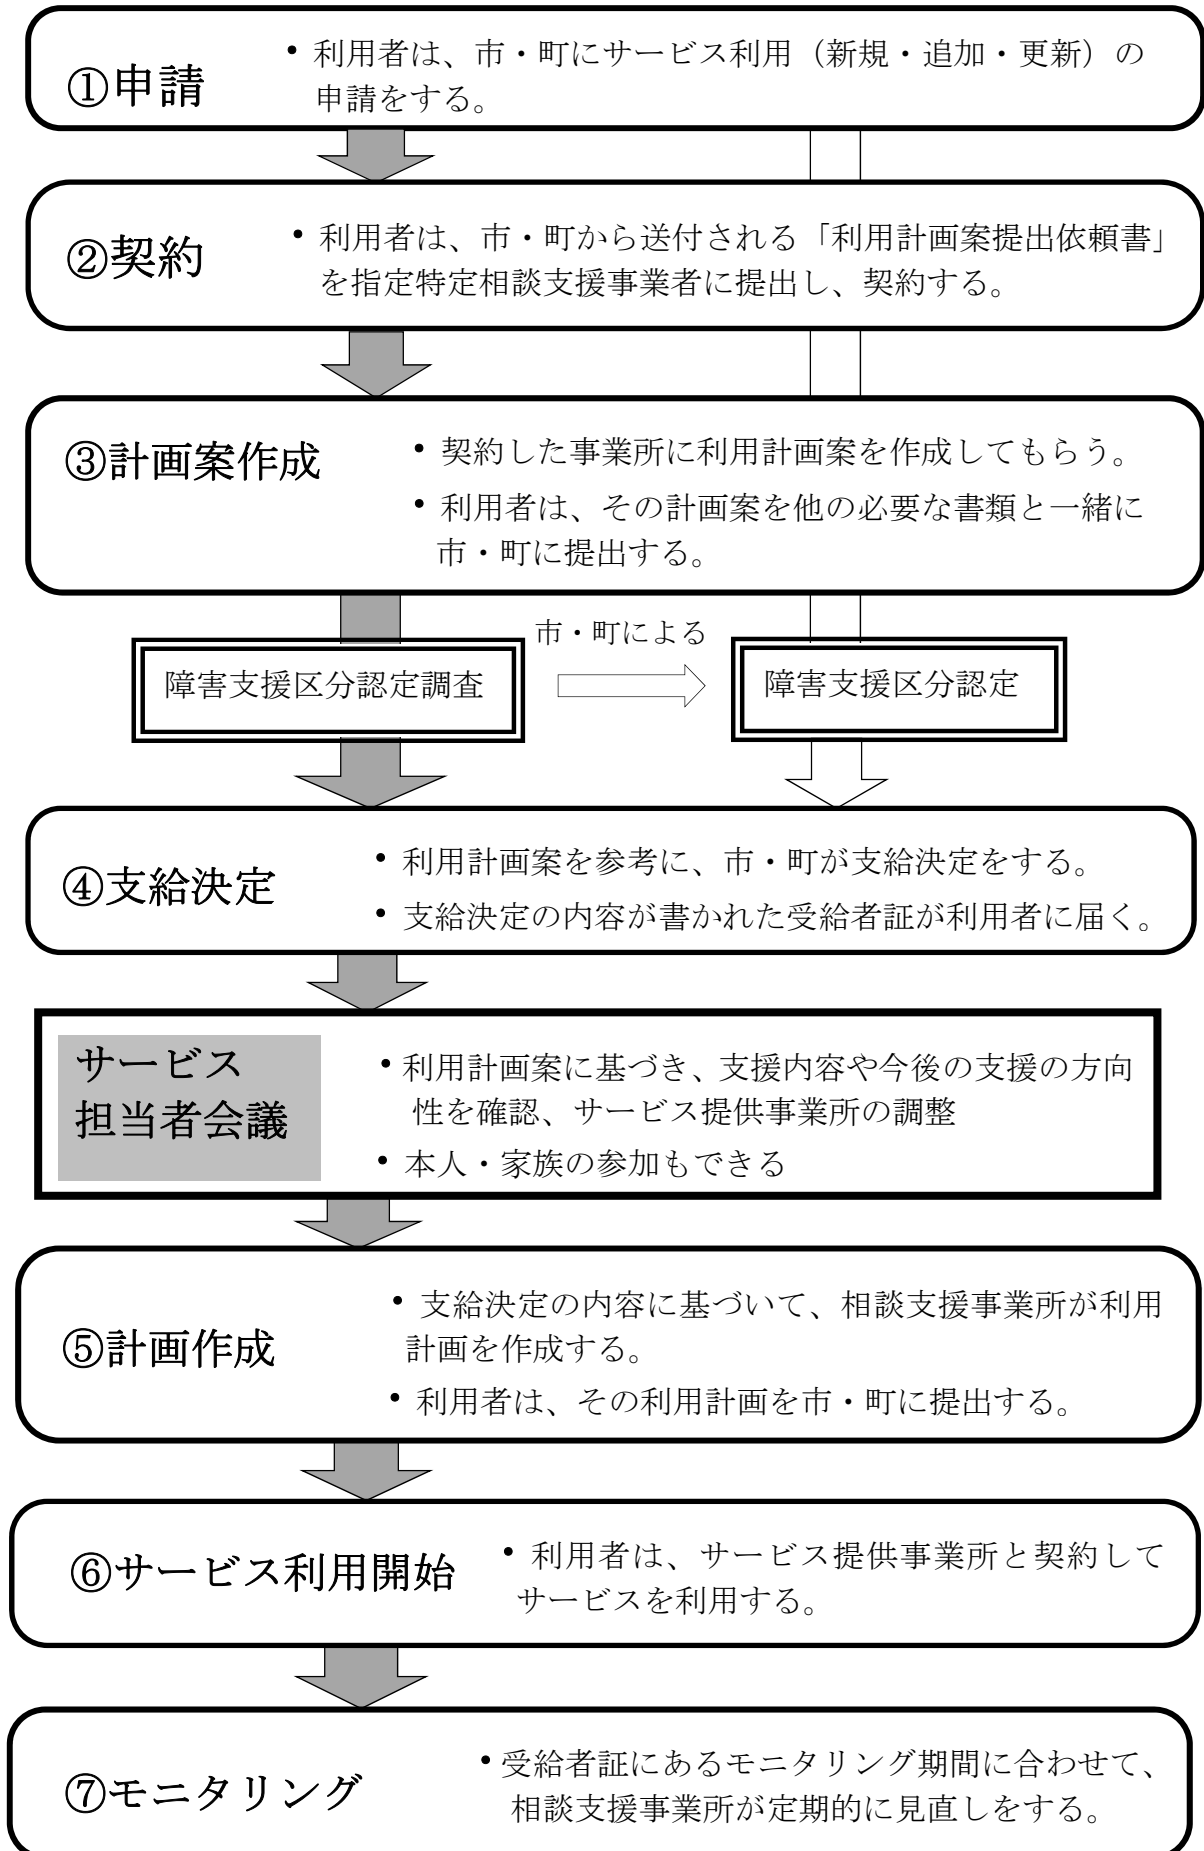 ①申請
• 利用者は、市・町にサービス利用（新規・追加・更新）の
申請をする。
②契約
• 利用者は、市・町から送付される「利用計画案提出依頼書」
を指定特定相談支援事業者に提出し、契約する。
③計画案作成
• 契約した事業所に利用計画案を作成してもらう。
• 利用者は、その計画案を他の必要な書類と一緒に
市・町に提出する。
市・町による
障害支援区分認定調査
障害支援区分認定
④支給決定
• 利用計画案を参考に、市・町が支給決定をする。
• 支給決定の内容が書かれた受給者証が利用者に届く。
サービス
担当者会議
• 利用計画案に基づき、支援内容や今後の支援の方向
性を確認、サービス提供事業所の調整
• 本人・家族の参加もできる
⑤計画作成
• 支給決定の内容に基づいて、相談支援事業所が利用
計画を作成する。
• 利用者は、その利用計画を市・町に提出する。
⑥サービス利用開始
• 利用者は、サービス提供事業所と契約して
サービスを利用する。
⑦モニタリング
• 受給者証にあるモニタリング期間に合わせて、
相談支援事業所が定期的に見直しをする。